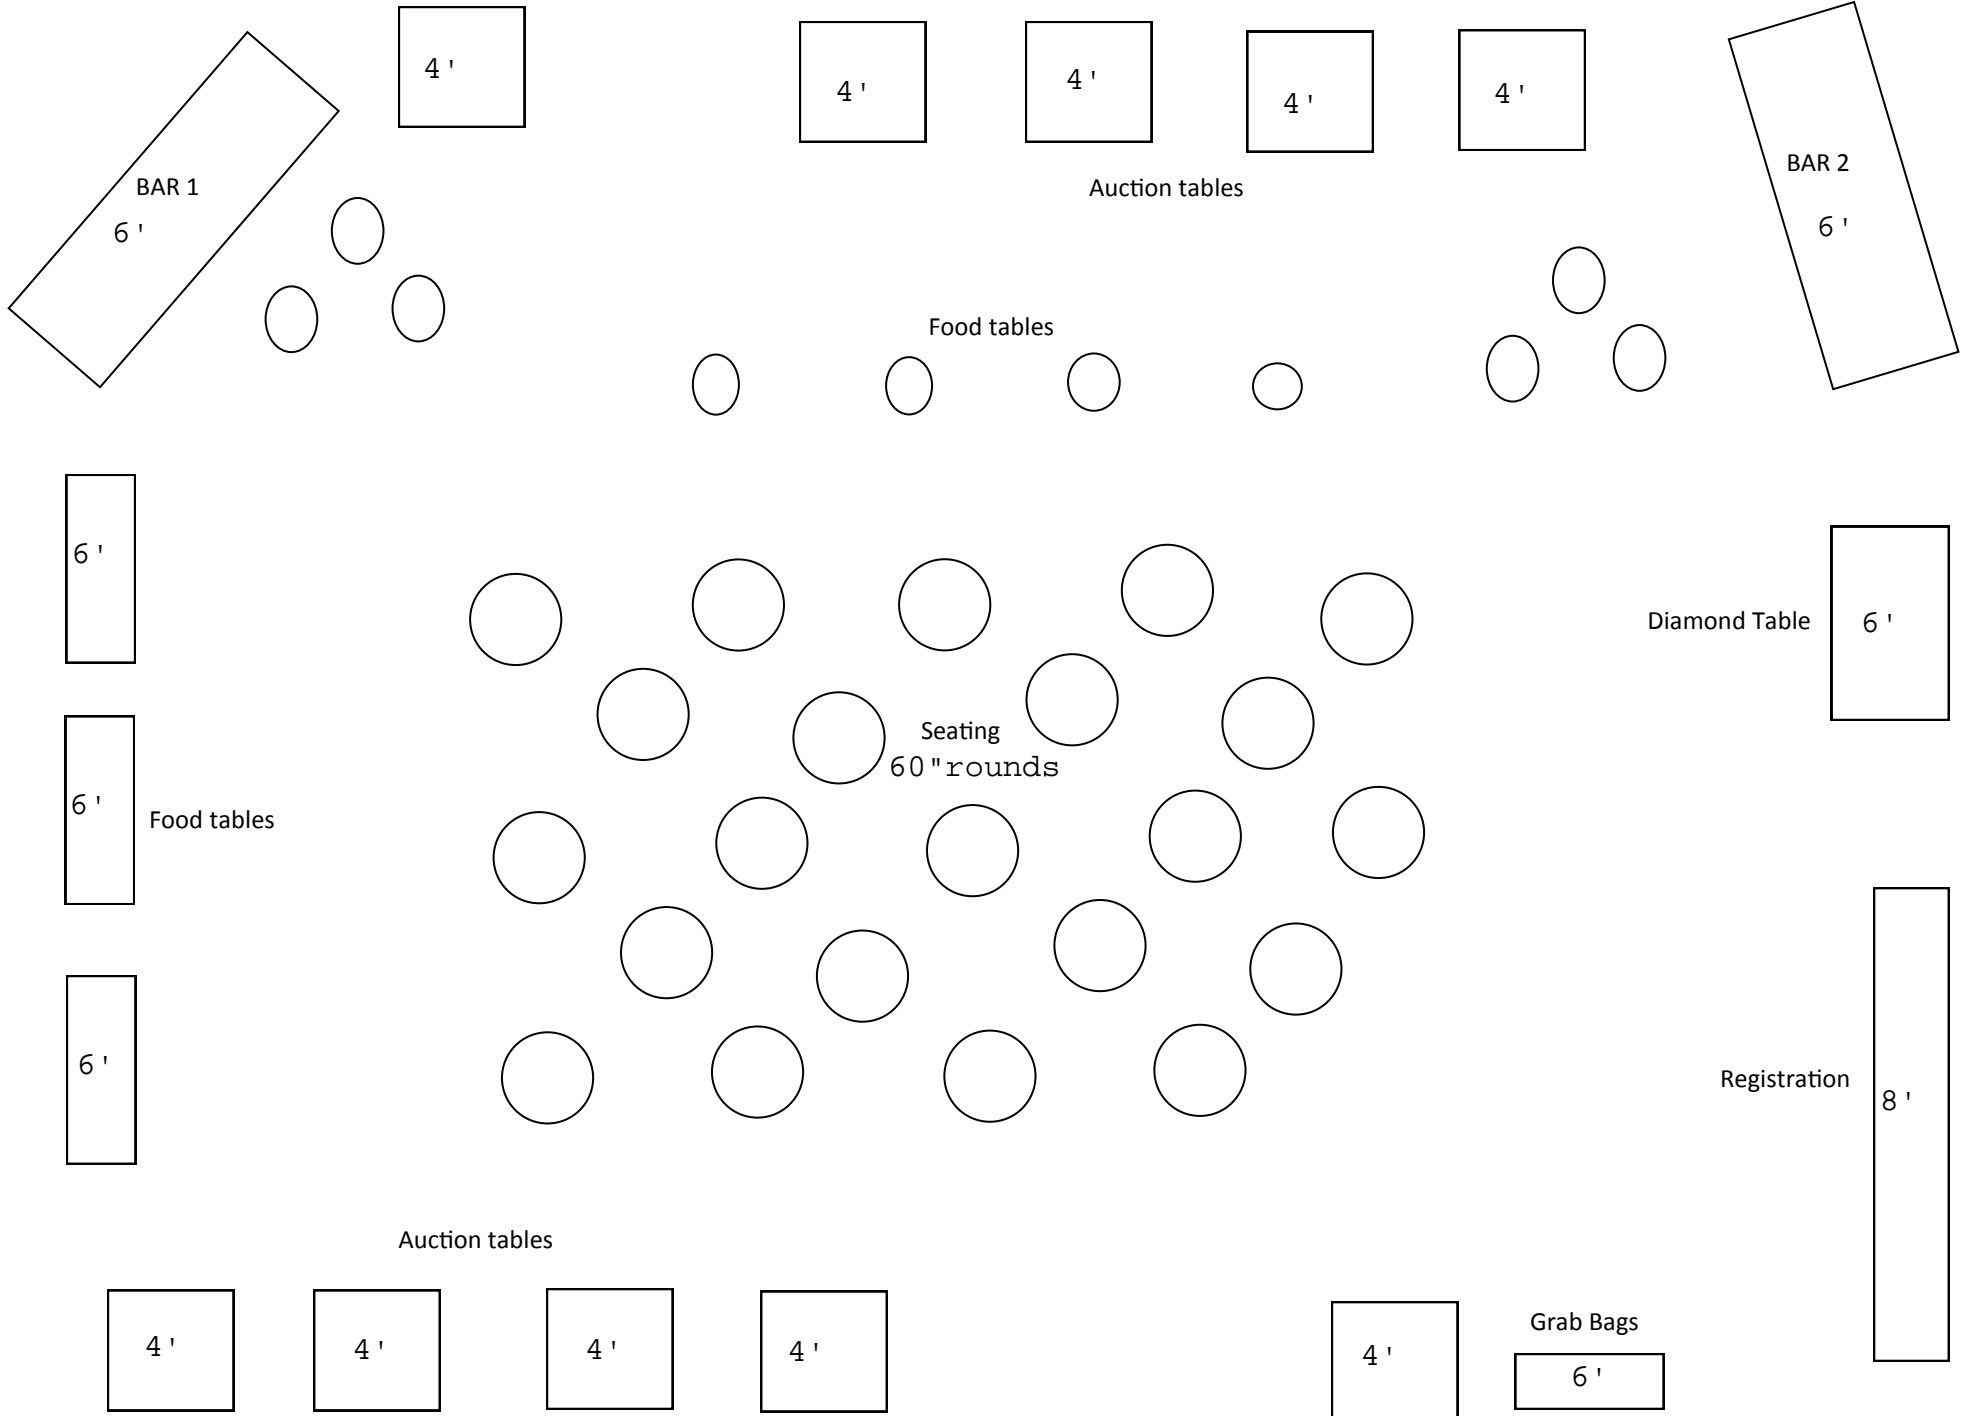 4'
4'
4'
4'
4'
BAR 1
6'
BAR 2
6'
Auction tables
Food tables
6'
Diamond Table
6'
Seating
60"rounds
6'
Food tables
6'
Registration
8'
Auction tables
4'
4'
4'
4'
4'
Grab Bags
6'